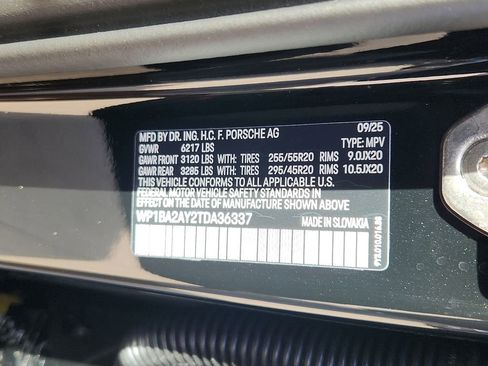 MFD BY DR. ING. H.C. F. PORSCHE AG 09/25
GVWR 6217 LBS TYPE: MPV
GAWR FRONT 3120 LBS WITH: TIRES 255/55R20 RIMS 9.0JX20
GAWR REAR 3285 LBS WITH: TIRES 295/45R20 RIMS 10.5JX20
THIS VEHICLE CONFORMS TO ALL APPLICABLE U.S.
FEDERAL MOTOR VEHICLE SAFETY STANDARDS IN
EFFECT ON THE DATE OF MANUFACTURE SHOWN ABOVE.
WP1BA2AY2TDA36337 MADE IN SLOVAKIA